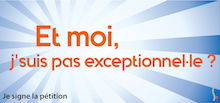 Et moi,
j'suis pas exceptionnel·le ?
Je signe la pétition